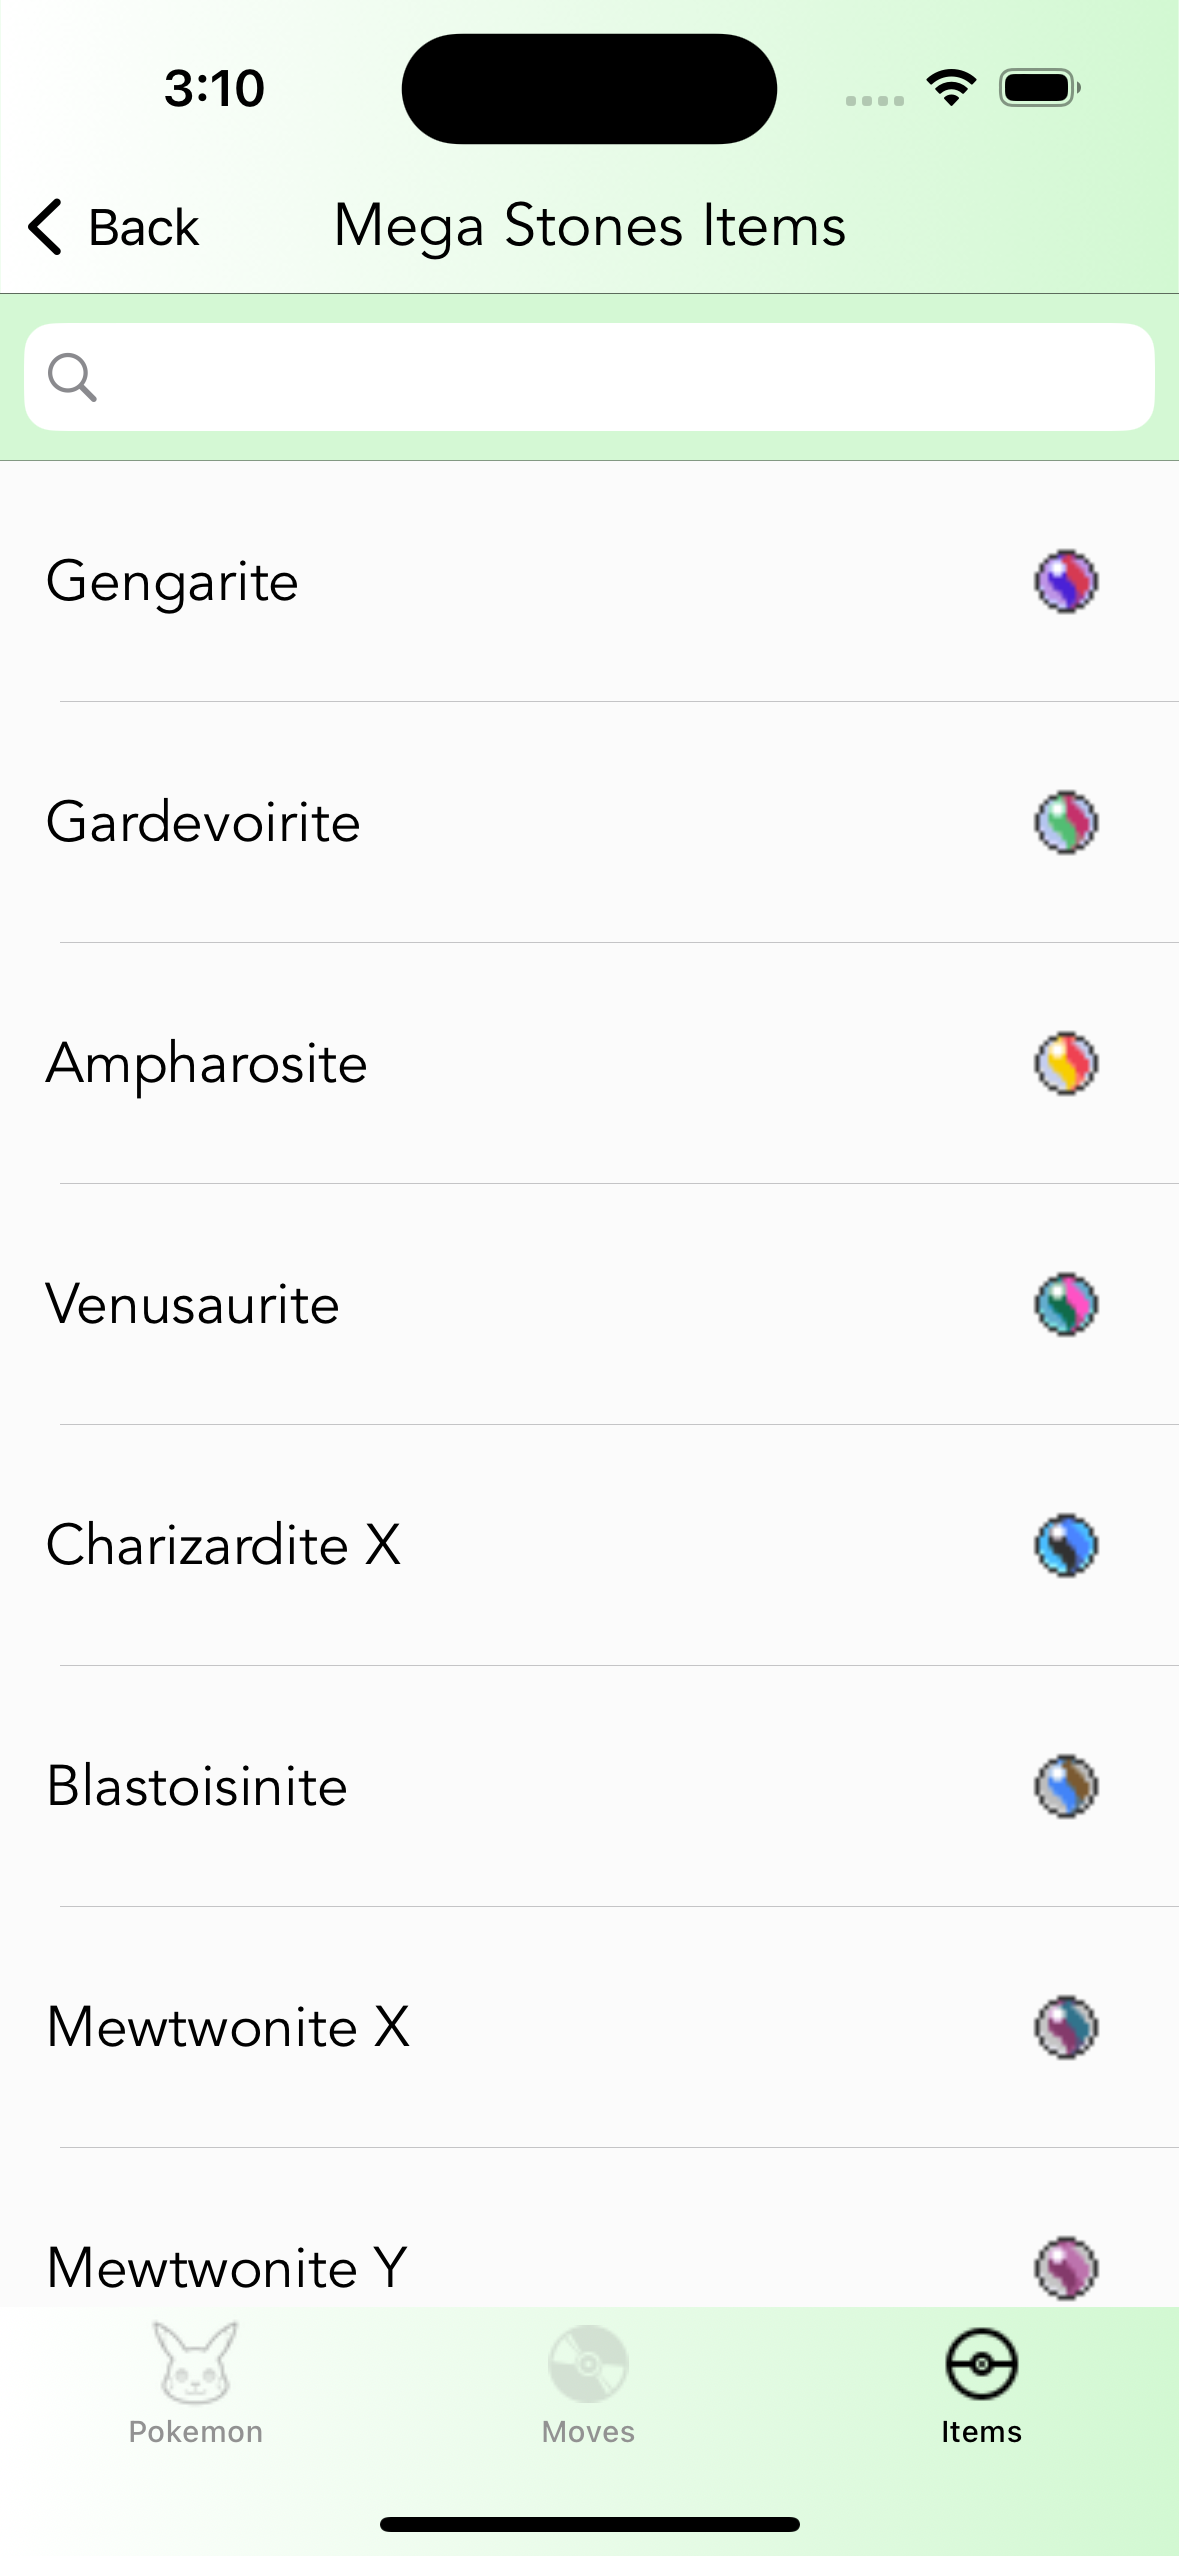 3:10
Back
Mega Stones Items
Gengarite
Gardevoirite
Ampharosite
Venusaurite
Charizardite X
Blastoisinite
Mewtwonite X
Mewtwonite Y
Pokemon
Moves
Items